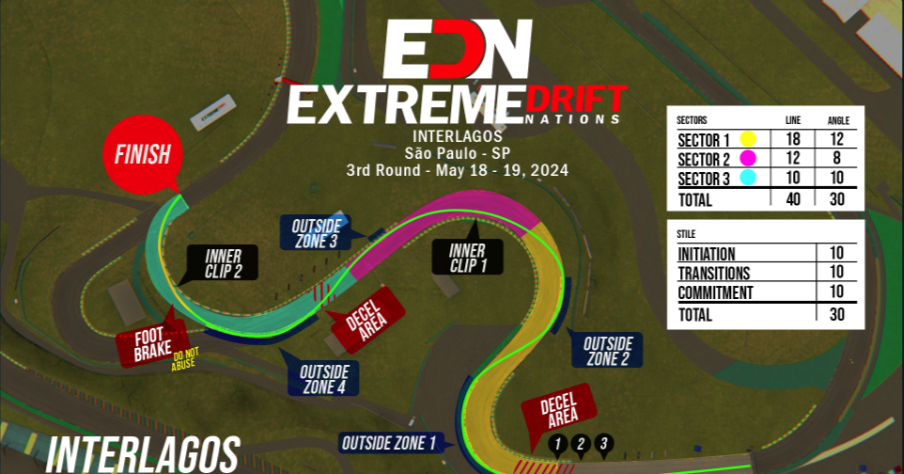 EDN
EXTREME DRIFT
NATIONS
INTERLAGOS
São Paulo - SP
3rd Round - May 18 - 19, 2024
SECTORS LINE ANGLE
SECTOR 1 18 12
SECTOR 2 12 8
SECTOR 3 10 10
TOTAL 40 30
STILE
INITIATION 10
TRANSITIONS 10
COMMITMENT 10
TOTAL 30
FINISH
OUTSIDE
ZONE 3
INNER
CLIP 1
INNER
CLIP 2
DECEL
AREA
FOOT
BRAKE
DO NOT
ABUSE
OUTSIDE
ZONE 4
OUTSIDE
ZONE 2
DECEL
AREA
OUTSIDE ZONE 1
1 2 3
INTERLAGOS